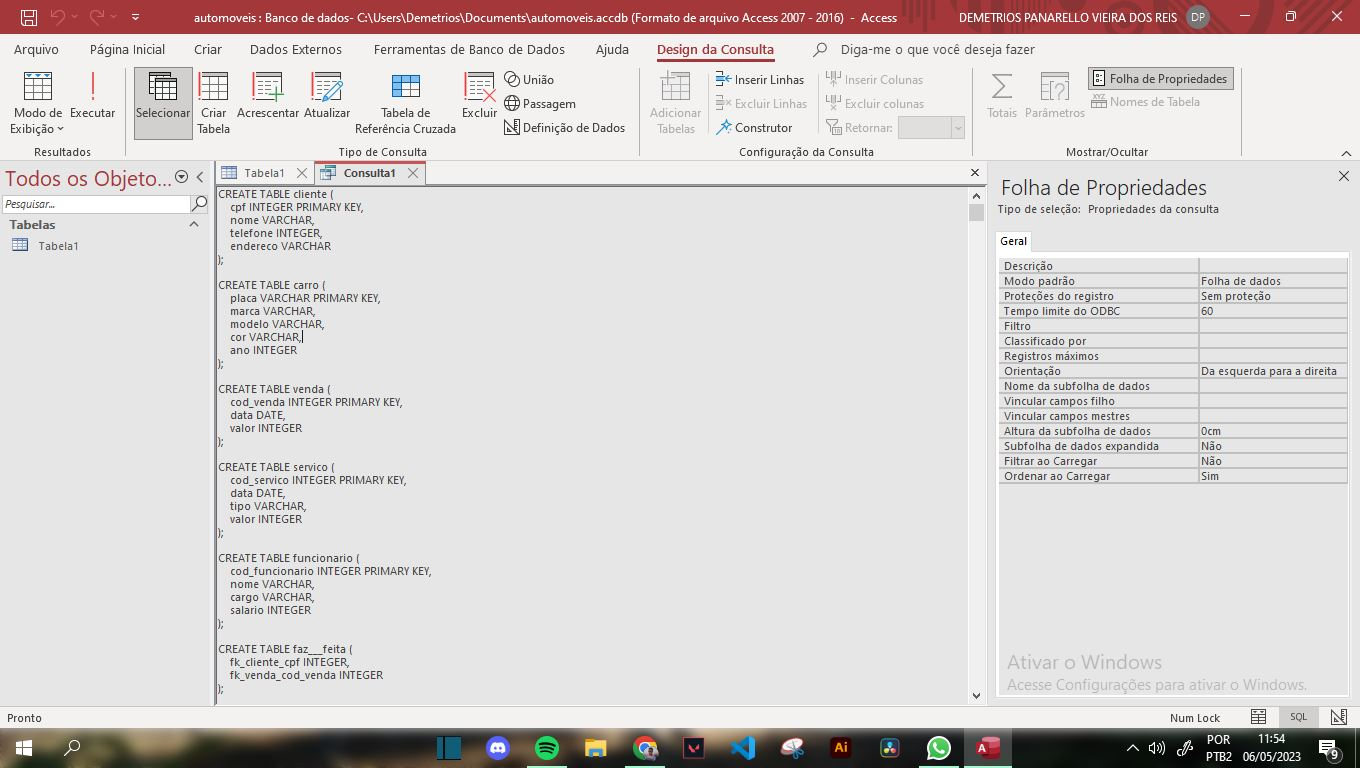 automoveis : Banco de dados- C:\Users\Demetrios\Documents\automoveis.accdb (Formato de arquivo Access 2007 - 2016) - Access
DEMETRIOS PANARELLO VIEIRA DOS REIS
DP
Arquivo
Página Inicial
Criar
Dados Externos
Ferramentas de Banco de Dados
Ajuda
Design da Consulta
Diga-me o que você deseja fazer
Modo de Exibição
Executar
Resultados
Selecionar
Criar Tabela
Acrescentar
Atualizar
Tabela de Referência Cruzada
Excluir
União
Passagem
Definição de Dados
Tipo de Consulta
Adicionar Tabelas
Inserir Linhas
Excluir Linhas
Construtor
Inserir Colunas
Excluir colunas
Retornar:
Configuração da Consulta
Totais
Parâmetros
Folha de Propriedades
Nomes de Tabela
Mostrar/Ocultar
Todos os Objeto...
Pesquisar...
Tabelas
Tabela1
Tabela1
Consulta1
CREATE TABLE cliente (
cpf INTEGER PRIMARY KEY,
nome VARCHAR,
telefone INTEGER,
endereco VARCHAR
);
CREATE TABLE carro (
placa VARCHAR PRIMARY KEY,
marca VARCHAR,
modelo VARCHAR,
cor VARCHAR,
ano INTEGER
);
CREATE TABLE venda (
cod_venda INTEGER PRIMARY KEY,
data DATE,
valor INTEGER
);
CREATE TABLE servico (
cod_servico INTEGER PRIMARY KEY,
data DATE,
tipo VARCHAR,
valor INTEGER
);
CREATE TABLE funcionario (
cod_funcionario INTEGER PRIMARY KEY,
nome VARCHAR,
cargo VARCHAR,
salario INTEGER
);
CREATE TABLE faz___feita (
fk_cliente_cpf INTEGER,
fk_venda_cod_venda INTEGER
);
Folha de Propriedades
Tipo de seleção: Propriedades da consulta
Geral
Descrição
Modo padrão Folha de dados
Proteções do registro Sem proteção
Tempo limite do ODBC 60
Filtro
Classificado por
Registros máximos
Orientação Da esquerda para a direita
Nome da subfolha de dados
Vincular campos filho
Vincular campos mestres
Altura da subfolha de dados 0cm
Subfolha de dados expandida Não
Filtrar ao Carregar Não
Ordenar ao Carregar Sim
Ativar o Windows
Acesse Configurações para ativar o Windows.
Pronto
Num Lock
SQL
Ai
A
POR
PTB2
11:54
06/05/2023
9